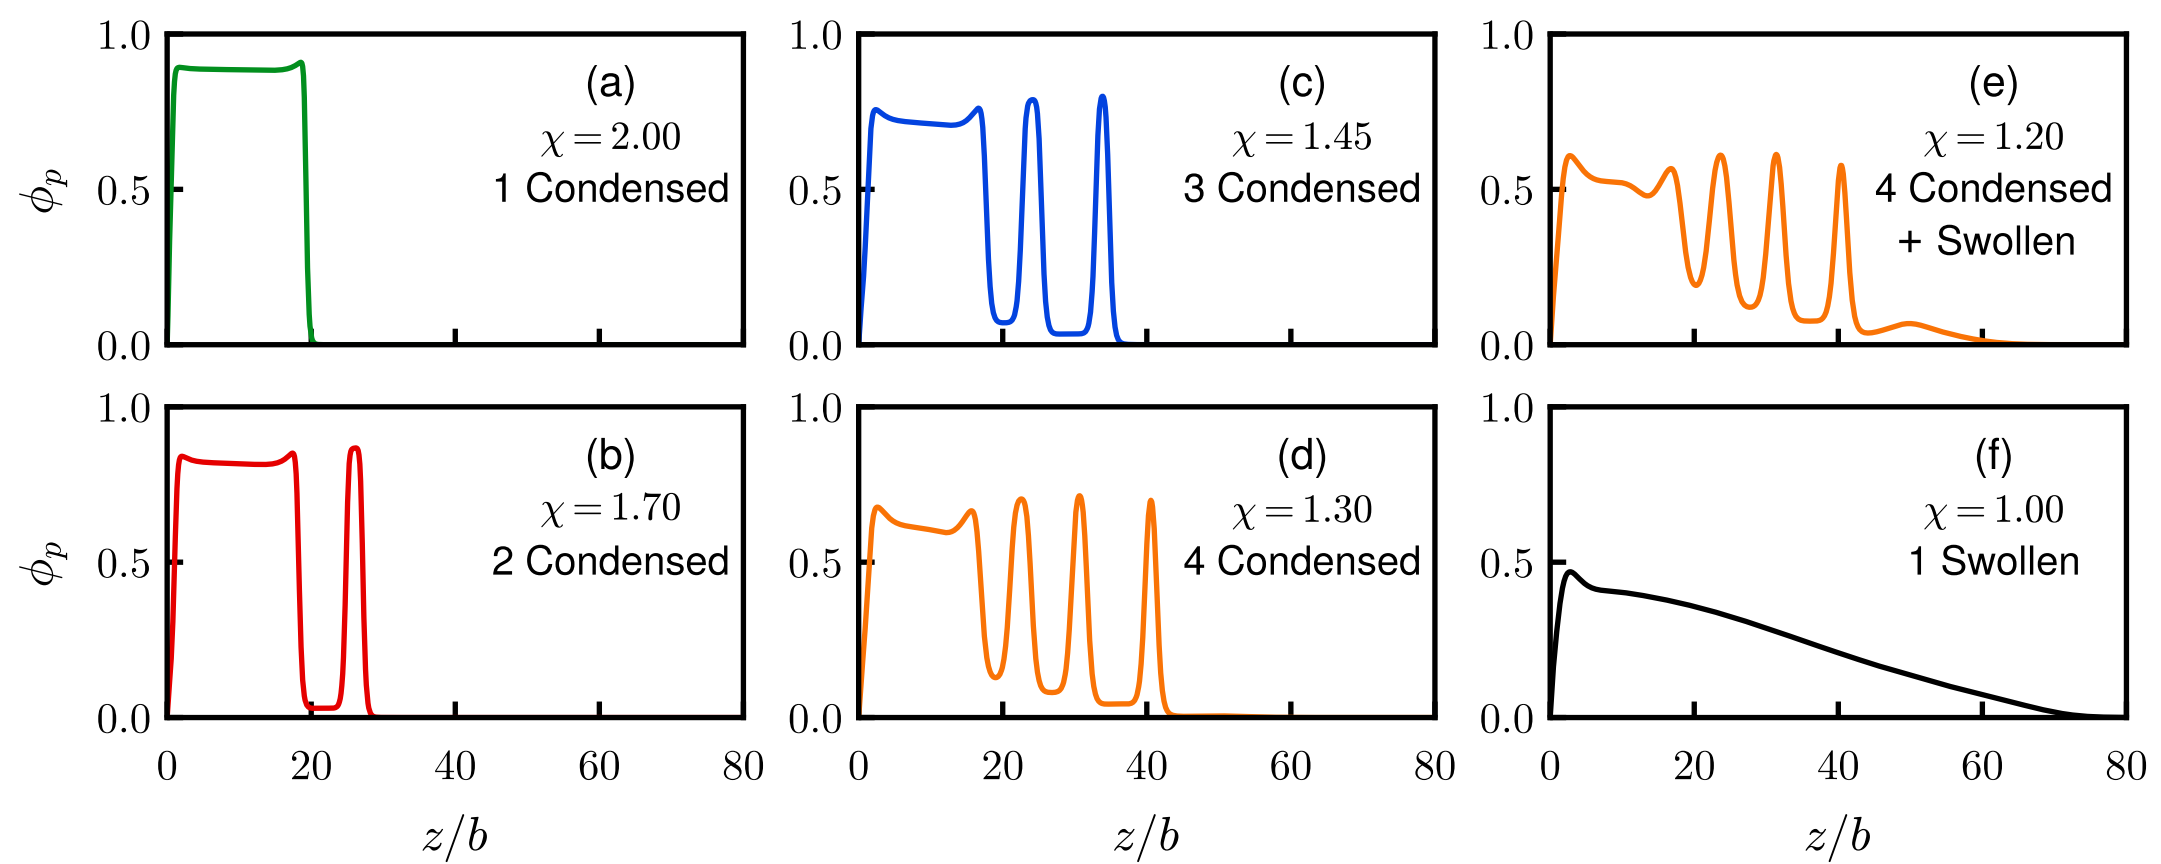 1.0
0.5
0.0
ϕp
(a)
χ = 2.00
1 Condensed
1.0
0.5
0.0
(c)
χ = 1.45
3 Condensed
1.0
0.5
0.0
(e)
χ = 1.20
4 Condensed
+ Swollen
1.0
0.5
0.0
ϕp
(b)
χ = 1.70
2 Condensed
0 20 40 60 80
z/b
1.0
0.5
0.0
(d)
χ = 1.30
4 Condensed
0 20 40 60 80
z/b
1.0
0.5
0.0
(f)
χ = 1.00
1 Swollen
0 20 40 60 80
z/b